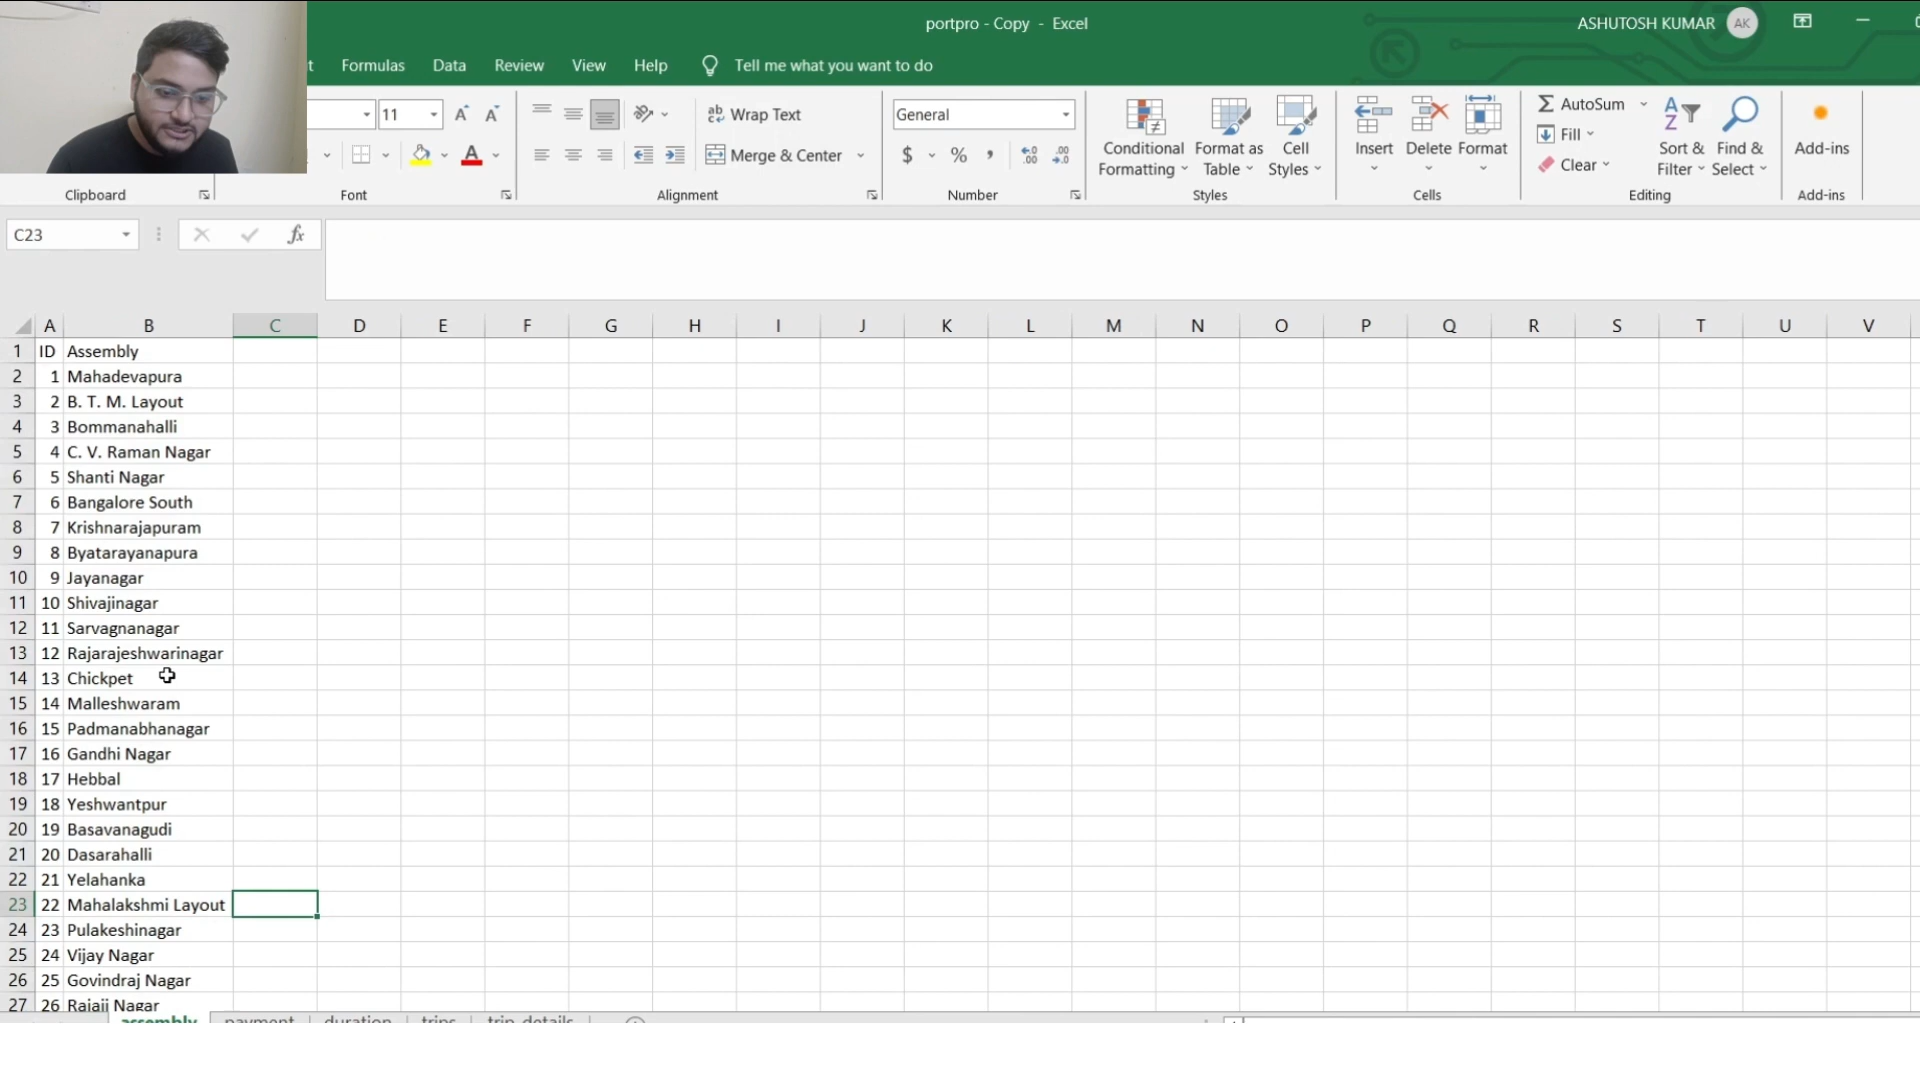 portpro - Copy - Excel
ASHUTOSH KUMAR AK
t Formulas Data Review View Help Tell me what you want to do
11 Wrap Text General AutoSum
Fill
Merge & Center $ % Conditional Formatting Format as Table Cell Styles Insert Delete Format Clear Sort & Filter Find & Select Add-ins
Clipboard Font Alignment Number Styles Cells Editing Add-ins
C23 fx
A B C D E F G H I J K L M N O P Q R S T U V
1 ID Assembly
2 1 Mahadevapura
3 2 B. T. M. Layout
4 3 Bommanahalli
5 4 C. V. Raman Nagar
6 5 Shanti Nagar
7 6 Bangalore South
8 7 Krishnarajapuram
9 8 Byatarayanapura
10 9 Jayanagar
11 10 Shivajinagar
12 11 Sarvagnanagar
13 12 Rajarajeshwarinagar
14 13 Chickpet
15 14 Malleshwaram
16 15 Padmanabhanagar
17 16 Gandhi Nagar
18 17 Hebbal
19 18 Yeshwantpur
20 19 Basavanagudi
21 20 Dasarahalli
22 21 Yelahanka
23 22 Mahalakshmi Layout
24 23 Pulakeshinagar
25 24 Vijay Nagar
26 25 Govindraj Nagar
27 26 Rajaji Nagar
assembly payment duration trips trip_details